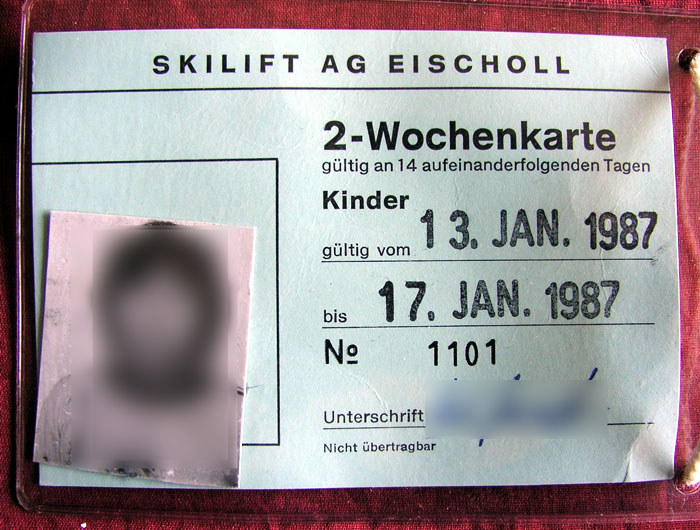 SKILIFT AG EISCHOLL
2-Wochenkarte
gültig an 14 aufeinanderfolgenden Tagen
Kinder
gültig vom 13. JAN. 1987
bis 17. JAN. 1987
№ 1101
Unterschrift
Nicht übertragbar